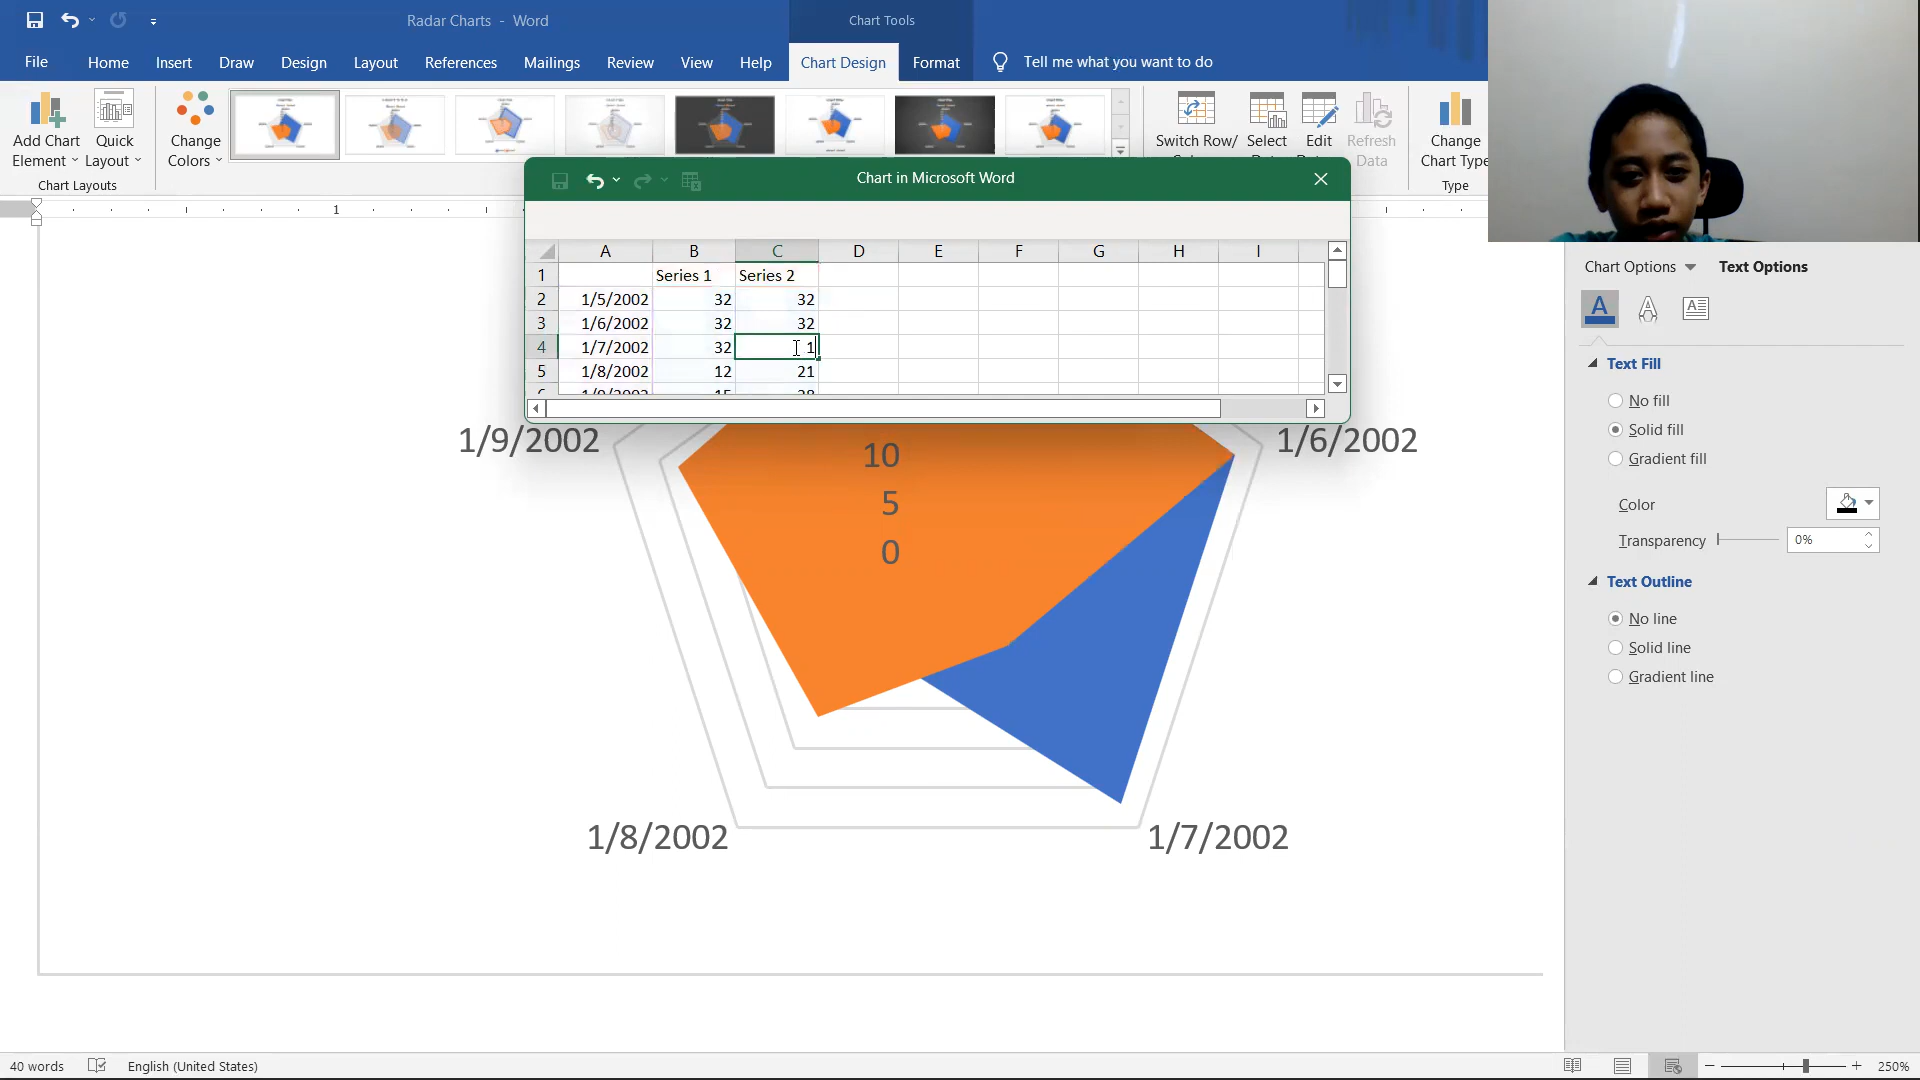 Radar Charts - Word
Chart Tools
File
Home
Insert
Draw
Design
Layout
References
Mailings
Review
View
Help
Chart Design
Format
Tell me what you want to do
Add Chart
Element
Quick
Layout
Change
Colors
Switch Row/
Select
Edit
Refresh
Data
Change
Chart Type
Chart Layouts
Type
Chart in Microsoft Word
1
A B C D E F G H I
1 Series 1 Series 2
2 1/5/2002 32 32
3 1/6/2002 32 32
4 1/7/2002 32 1
5 1/8/2002 12 21
1/9/2002
1/6/2002
10
5
0
1/8/2002
1/7/2002
Chart Options
Text Options
Text Fill
No fill
Solid fill
Gradient fill
Color
Transparency 0%
Text Outline
No line
Solid line
Gradient line
40 words
English (United States)
250%